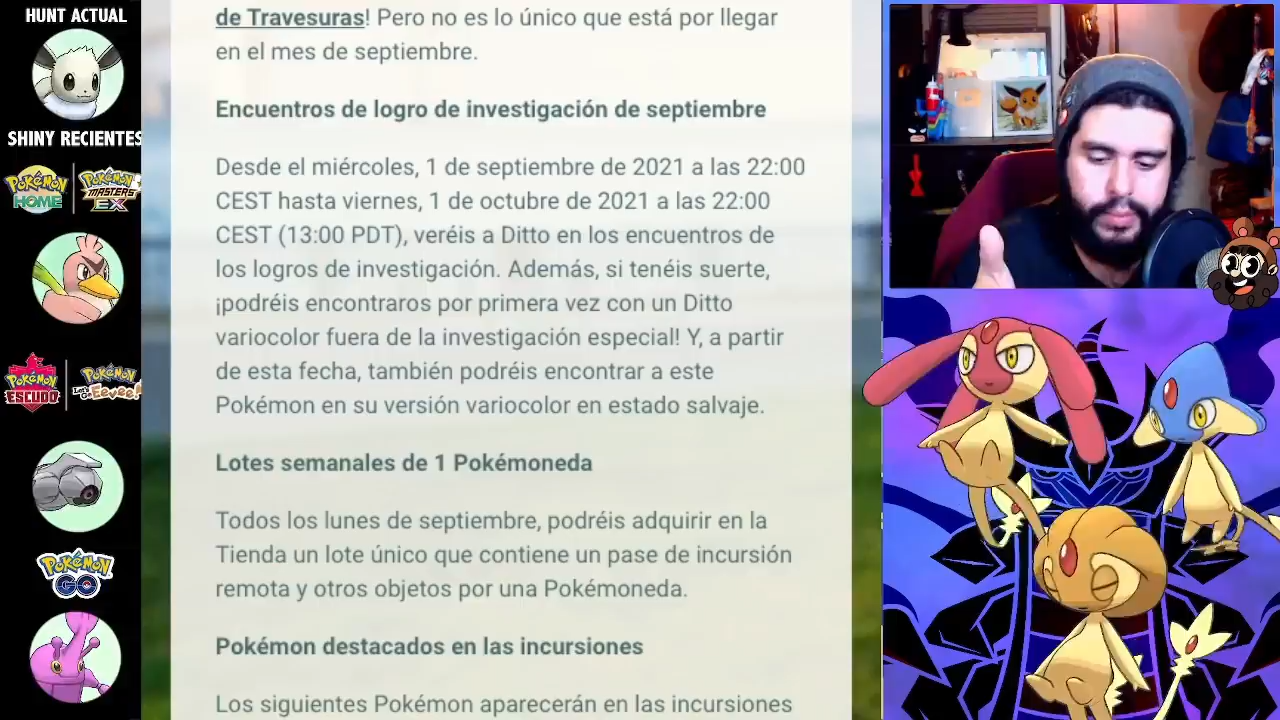 HUNT ACTUAL
SHINY RECIENTES
POKÉMON HOME
POKÉMON MASTERS EX
POKÉMON ESCUDO
POKÉMON Let's Go, Eevee!
POKÉMON GO
de Travesuras! Pero no es lo único que está por llegar
en el mes de septiembre.
Encuentros de logro de investigación de septiembre
Desde el miércoles, 1 de septiembre de 2021 a las 22:00
CEST hasta viernes, 1 de octubre de 2021 a las 22:00
CEST (13:00 PDT), veréis a Ditto en los encuentros de
los logros de investigación. Además, si tenéis suerte,
¡podréis encontraros por primera vez con un Ditto
variocolor fuera de la investigación especial! Y, a partir
de esta fecha, también podréis encontrar a este
Pokémon en su versión variocolor en estado salvaje.
Lotes semanales de 1 Pokémoneda
Todos los lunes de septiembre, podréis adquirir en la
Tienda un lote único que contiene un pase de incursión
remota y otros objetos por una Pokémoneda.
Pokémon destacados en las incursiones
Los siguientes Pokémon aparecerán en las incursiones